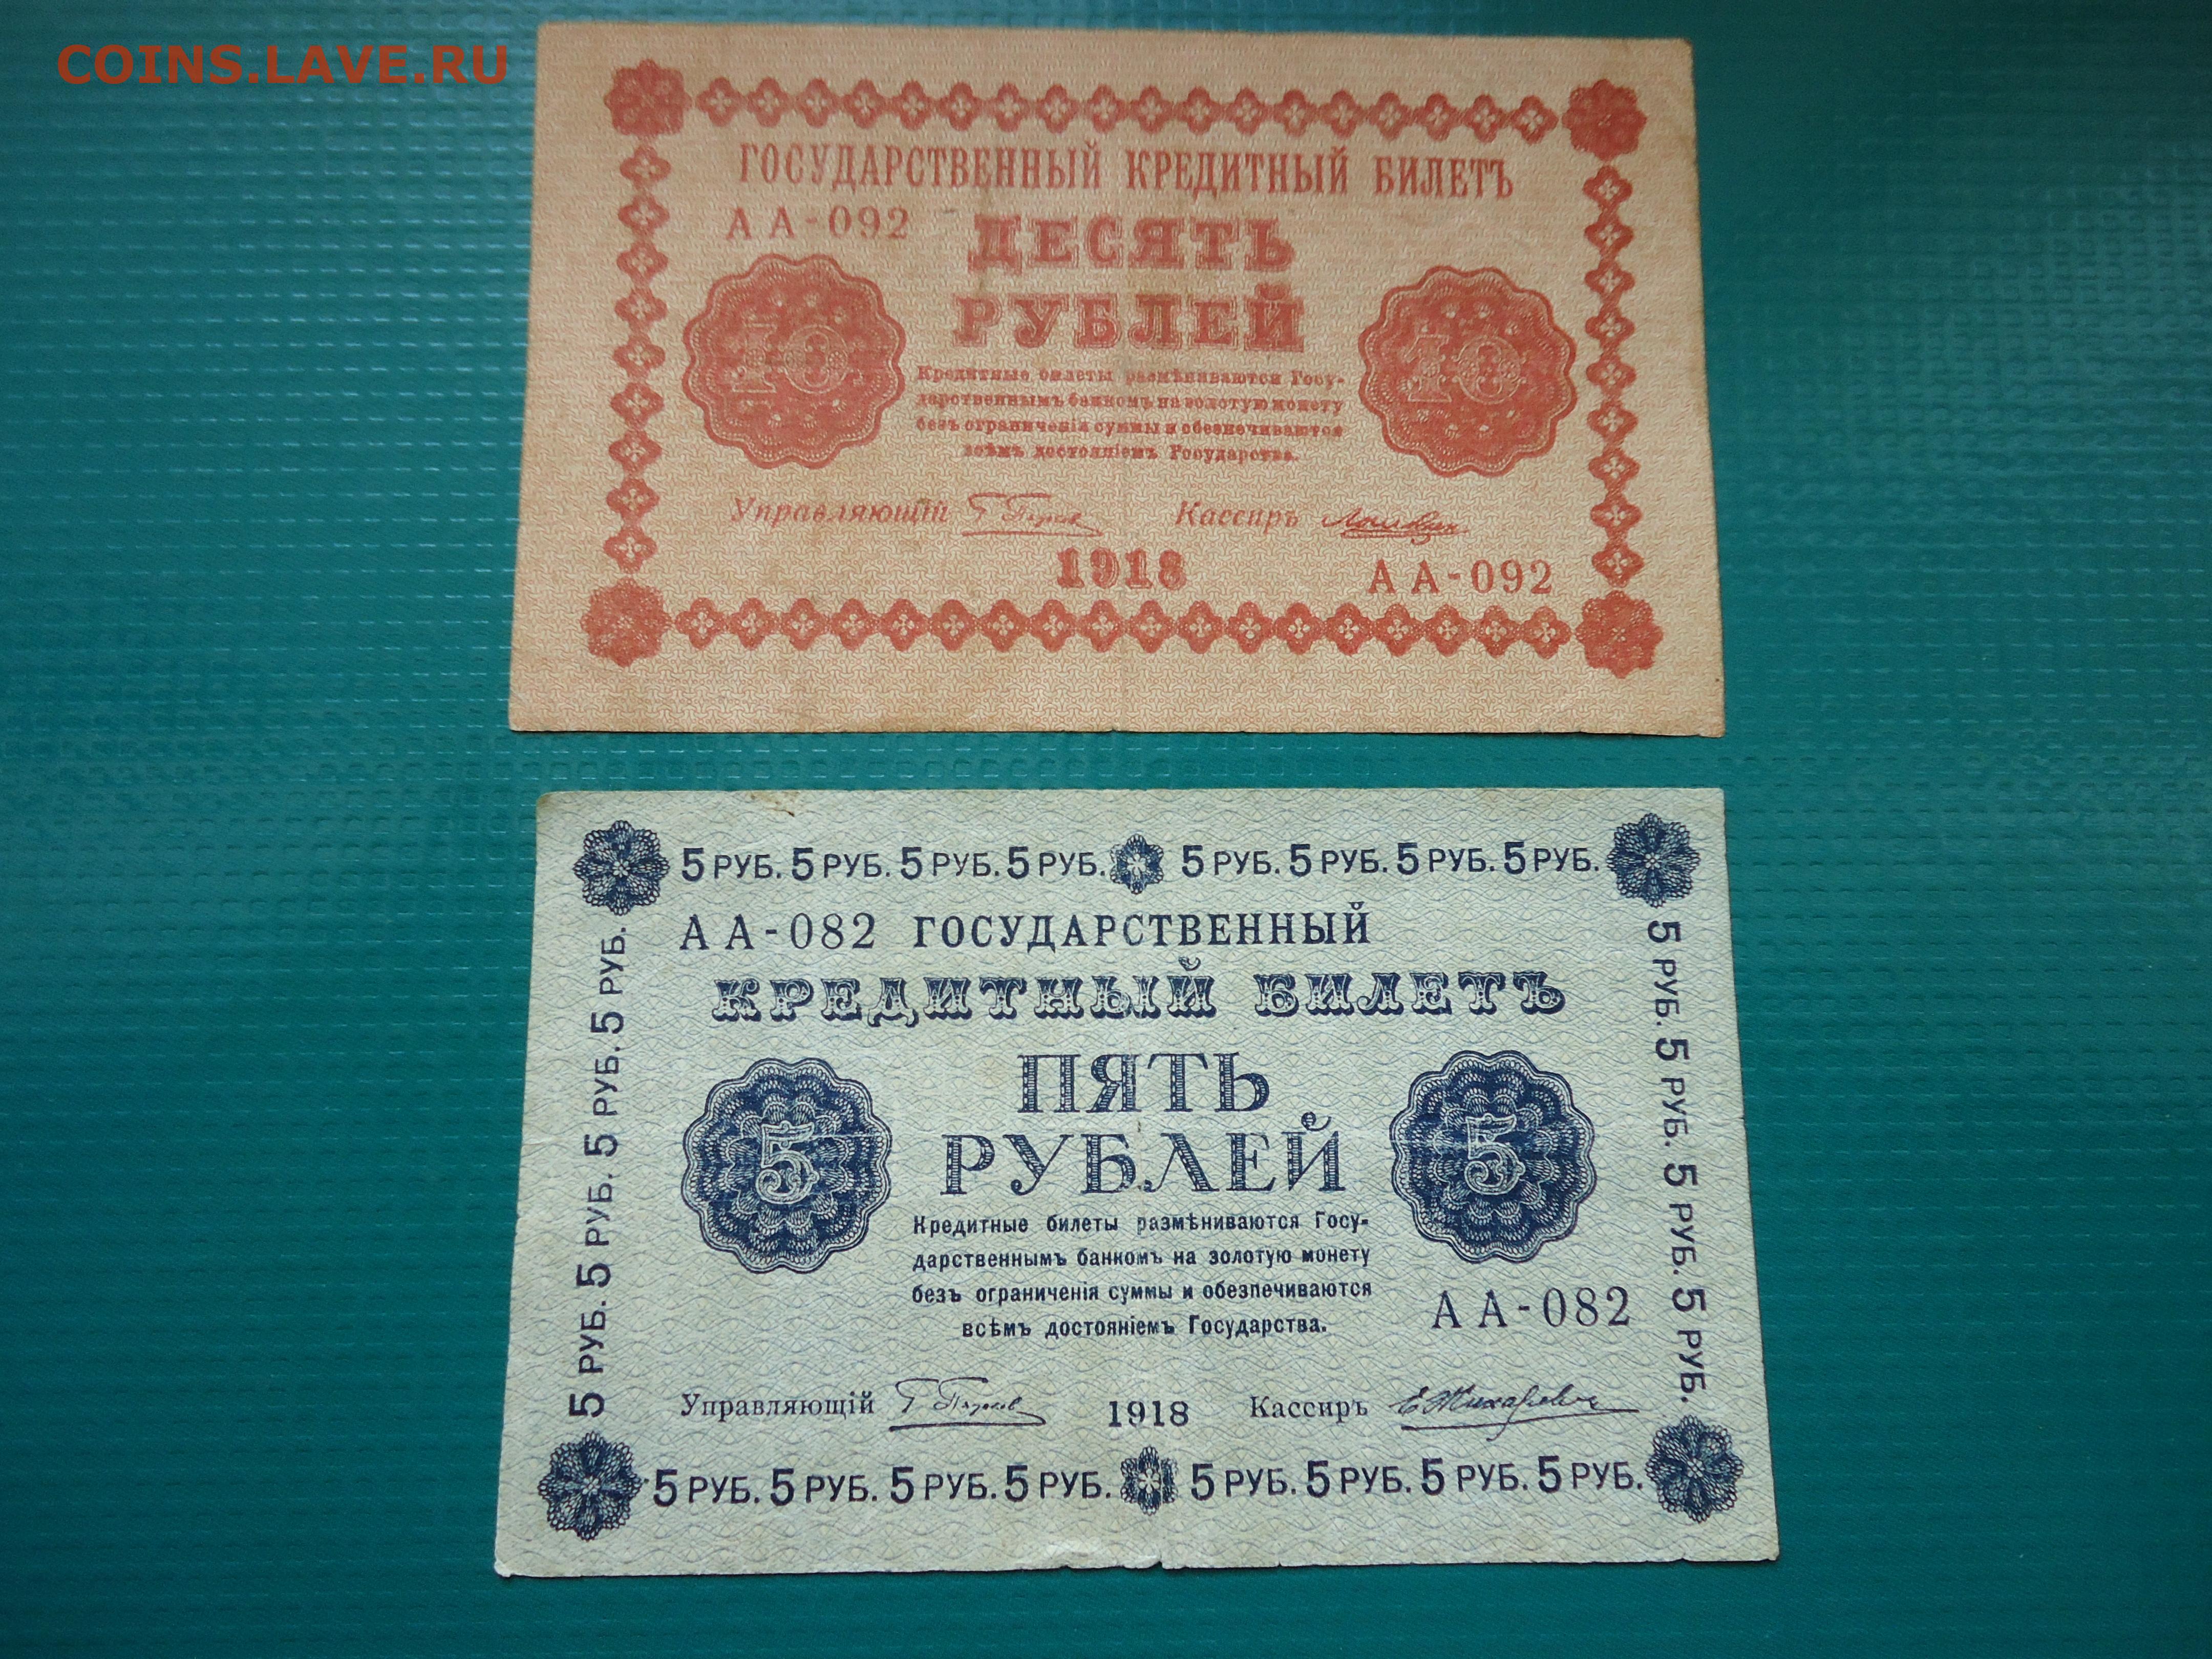 COINS.LAVE.RU
ГОСУДАРСТВЕННЫЙ КРЕДИТНЫЙ БИЛЕТЪ
АА-092
ДЕСЯТЬ
РУБЛЕЙ
10 10
Кредитные билеты размѣниваются Госу-
дарственнымъ банкомъ на золотую монету
безъ ограниченія суммы и обезпечиваются
всѣмъ достояніемъ Государства.
Управляющій Кассиръ
1918
АА-092
5 РУБ. 5 РУБ. 5 РУБ. 5 РУБ. 5 РУБ. 5 РУБ. 5 РУБ. 5 РУБ.
АА-082 ГОСУДАРСТВЕННЫЙ
КРЕДИТНЫЙ БИЛЕТЪ
ПЯТЬ
РУБЛЕЙ
5 5
Кредитные билеты размѣниваются Госу-
дарственнымъ банкомъ на золотую монету
безъ ограниченія суммы и обезпечиваются
всѣмъ достояніемъ Государства.
АА-082
Управляющій 1918 Кассиръ
5 РУБ. 5 РУБ. 5 РУБ. 5 РУБ. 5 РУБ. 5 РУБ. 5 РУБ. 5 РУБ.
5 РУБ. 5 РУБ. 5 РУБ. 5 РУБ.
5 РУБ. 5 РУБ. 5 РУБ. 5 РУБ.